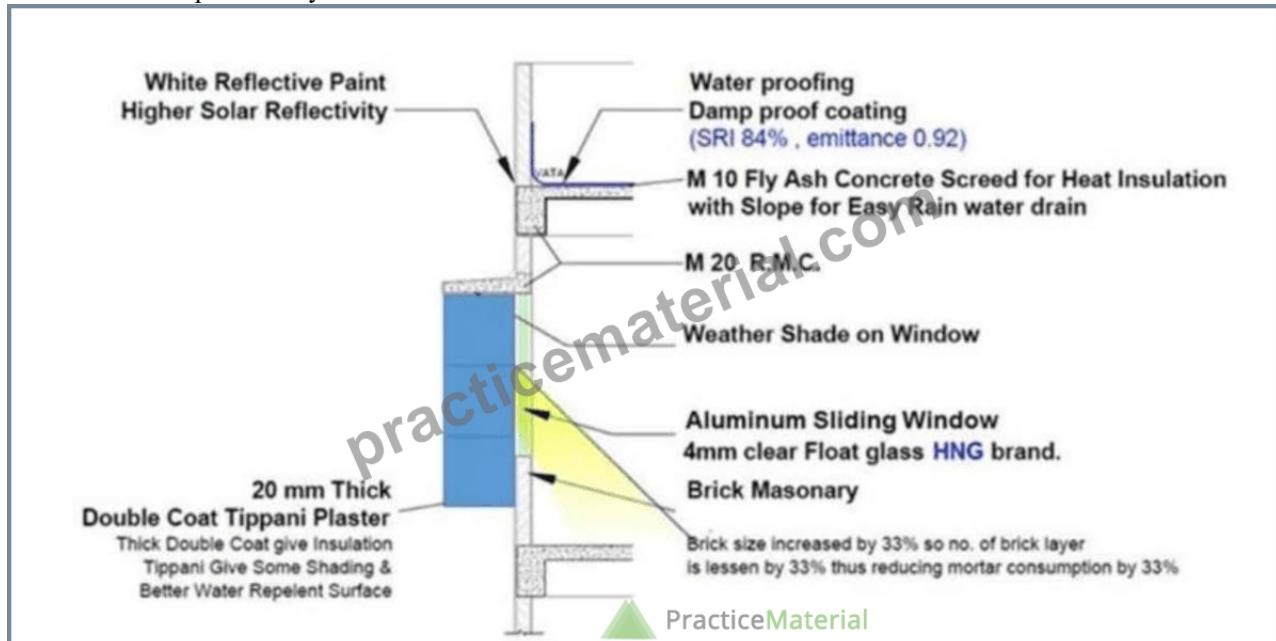 White Reflective Paint
Higher Solar Reflectivity
Water proofing
Damp proof coating
(SRI 84% , emittance 0.92)
VATA
M 10 Fly Ash Concrete Screed for Heat Insulation
with Slope for Easy Rain water drain
M 20 R.M.C.
Weather Shade on Window
Aluminum Sliding Window
4mm clear Float glass HNG brand.
Brick Masonary
Brick size increased by 33% so no. of brick layer
is lessen by 33% thus reducing mortar consumption by 33%
20 mm Thick
Double Coat Tippani Plaster
Thick Double Coat give Insulation
Tippani Give Some Shading &
Better Water Repelent Surface
practicematerial.com
PracticeMaterial